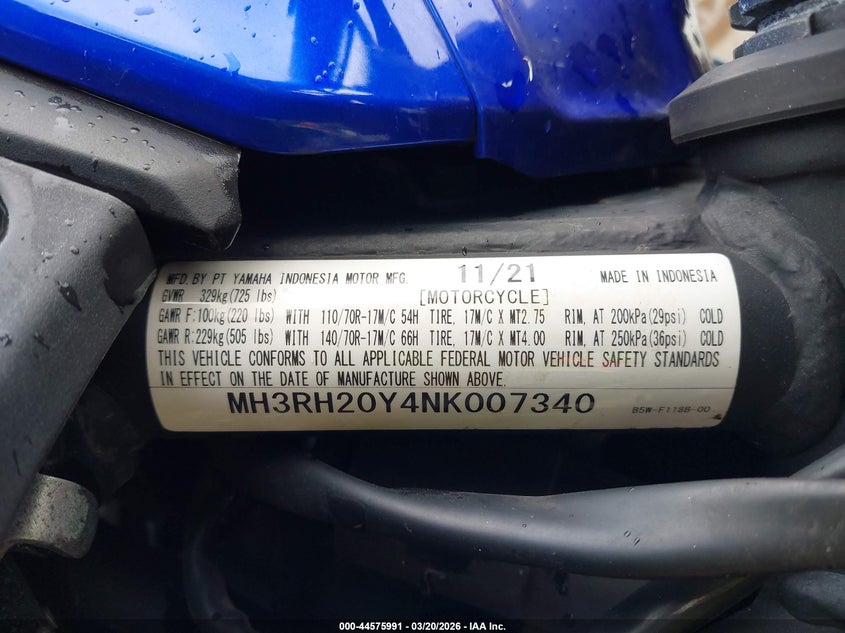 MFD. BY PT YAMAHA INDONESIA MOTOR MFG. 11/21 MADE IN INDONESIA
GVWR 329kg(725 lbs) [MOTORCYCLE]
GAWR F:100kg(220 lbs) WITH 110/70R-17M/C 54H TIRE, 17M/C X MT2.75 RIM, AT 200kPa(29psi) COLD
GAWR R:229kg(505 lbs) WITH 140/70R-17M/C 66H TIRE, 17M/C X MT4.00 RIM, AT 250kPa(36psi) COLD
THIS VEHICLE CONFORMS TO ALL APPLICABLE FEDERAL MOTOR VEHICLE SAFETY STANDARDS
IN EFFECT ON THE DATE OF MANUFACTURE SHOWN ABOVE.
MH3RH20Y4NK007340 B5W-F118B-00
000-44575991 - 03/20/2026 - IAA Inc.